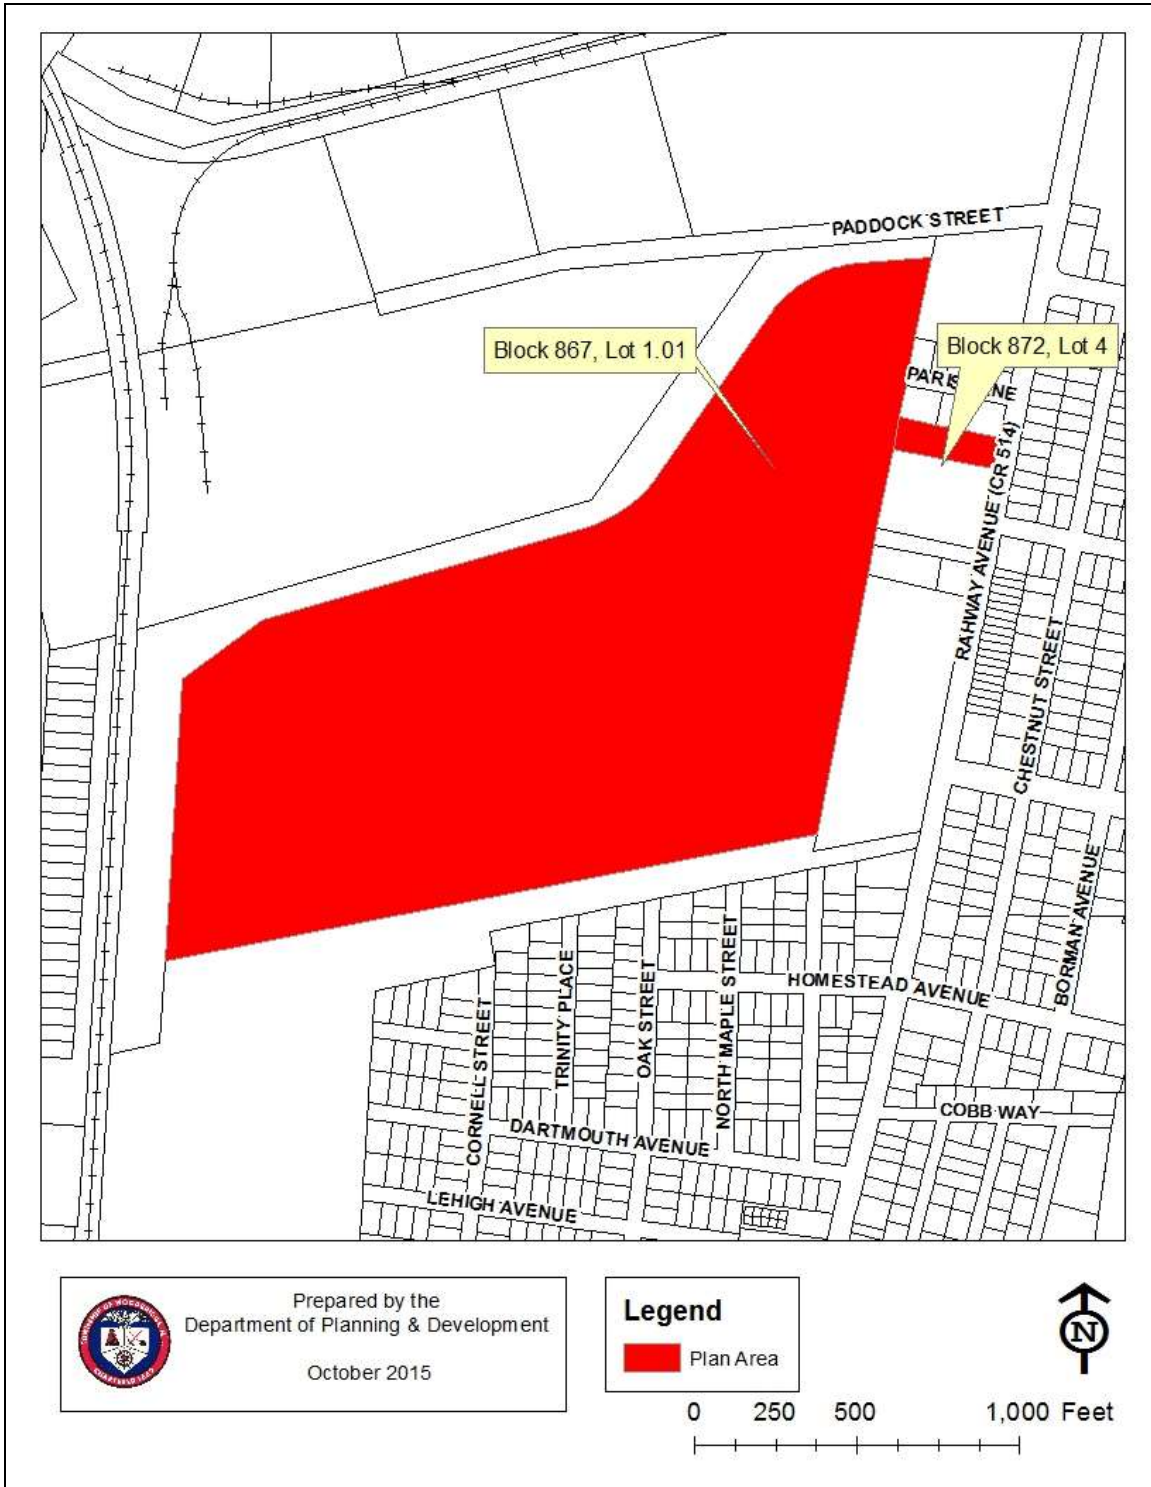 PADDOCK STREET
Block 867, Lot 1.01
Block 872, Lot 4
RAHWAY AVENUE (CR 514)
CHESTNUT STREET
BORMAN AVENUE
HOMESTEAD AVENUE
NORTH MAPLE STREET
OAK STREET
TRINITY PLACE
CORNELL STREET
COBB WAY
DARTMOUTH AVENUE
LEHIGH AVENUE
Prepared by the
Department of Planning & Development
October 2015
Legend
Plan Area
N
0 250 500 1,000 Feet